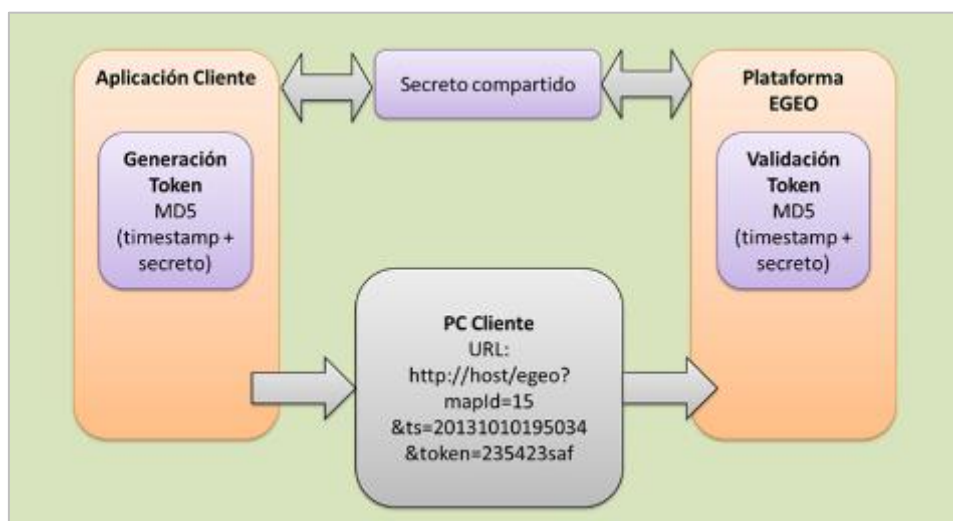 Aplicación Cliente
Secreto compartido
Plataforma
EGEO
Generación
Token
MD5
(timestamp +
secreto)
Validación
Token
MD5
(timestamp +
secreto)
PC Cliente
URL:
http://host/egeo?
mapId=15
&ts=20131010195034
&token=235423saf